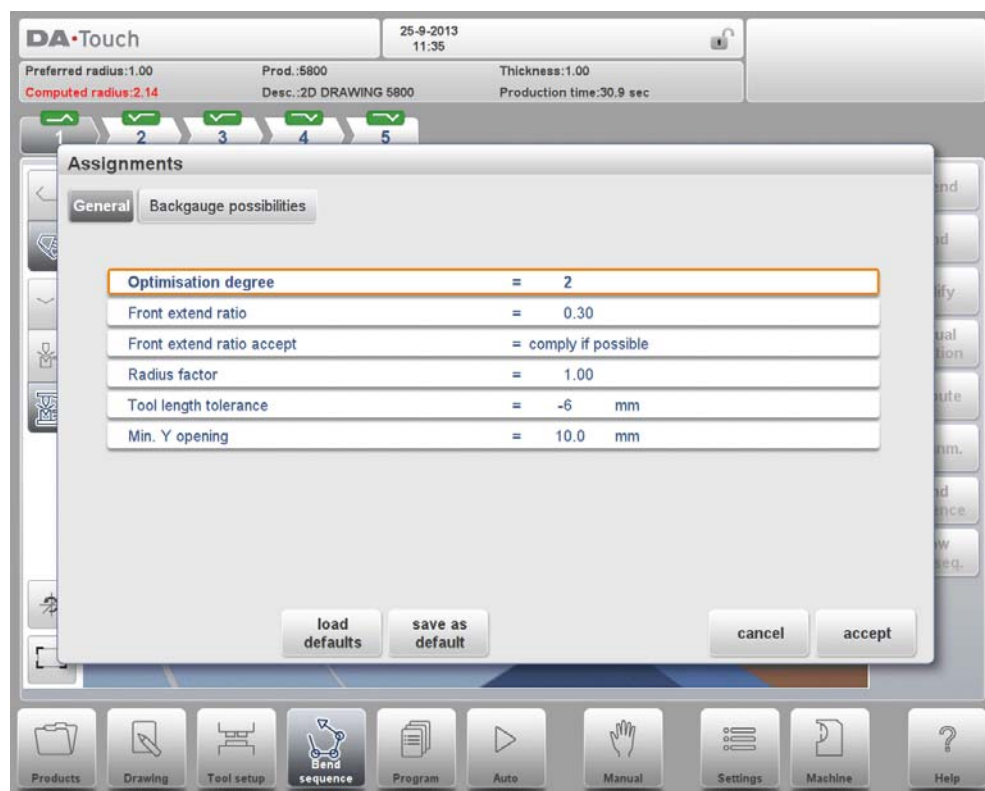 DA·Touch
25-9-2013
11:35
Preferred radius:1.00 Prod.:5800 Thickness:1.00
Computed radius:2.14 Desc.:2D DRAWING 5800 Production time:30.9 sec
1 2 3 4 5
Assignments
General Backgauge possibilities
Optimisation degree = 2
Front extend ratio = 0.30
Front extend ratio accept = comply if possible
Radius factor = 1.00
Tool length tolerance = -6 mm
Min. Y opening = 10.0 mm
load defaults save as default cancel accept
Products Drawing Tool setup Bend sequence Program Auto Manual Settings Machine Help